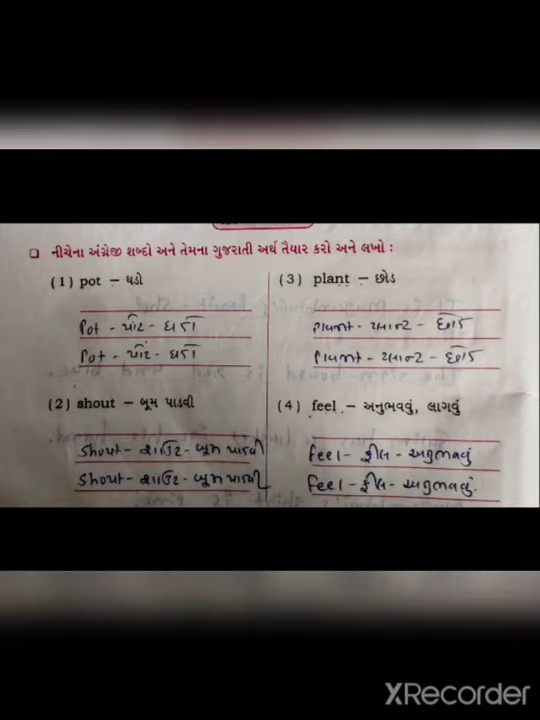 ❑ નીચેના અંગ્રેજી શબ્દો અને તેમના ગુજરાતી અર્થ તૈયાર કરો અને લખો :
(1) pot – ઘડો
Pot - પોટ - ઘડો
Pot - પોટ - ઘડો
(2) shout – બૂમ પાડવી
Shout - શાઉટ - બૂમ પાડવી
Shout - શાઉટ - બૂમ પાડવી
(3) plant – છોડ
Plant - પ્લાન્ટ - છોડ
Plant - પ્લાન્ટ - છોડ
(4) feel – અનુભવવું, લાગવું
feel - ફીલ - અનુભવવું
feel - ફીલ - અનુભવવું.
XRecorder